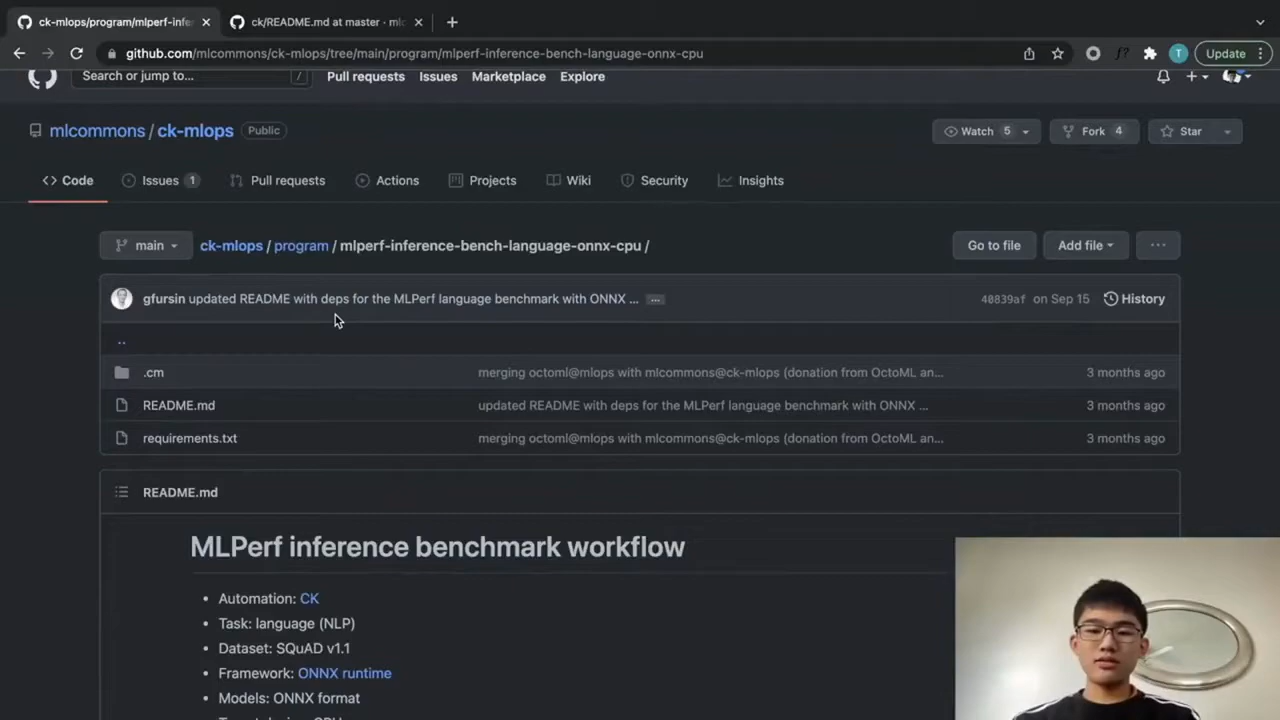 ck-mlops/program/mlperf-infe
ck/README.md at master · mlc
github.com/mlcommons/ck-mlops/tree/main/program/mlperf-inference-bench-language-onnx-cpu
f?
T
Update
Search or jump to...
/
Pull requests
Issues
Marketplace
Explore
mlcommons / ck-mlops
Public
Watch 5
Fork 4
Star
Code
Issues 1
Pull requests
Actions
Projects
Wiki
Security
Insights
main
ck-mlops / program / mlperf-inference-bench-language-onnx-cpu /
Go to file
Add file
...
gfursin updated README with deps for the MLPerf language benchmark with ONNX ...
...
40839af on Sep 15
History
..
.cm
merging octoml@mlops with mlcommons@ck-mlops (donation from OctoML an...
3 months ago
README.md
updated README with deps for the MLPerf language benchmark with ONNX ...
3 months ago
requirements.txt
merging octoml@mlops with mlcommons@ck-mlops (donation from OctoML an...
3 months ago
README.md
MLPerf inference benchmark workflow
• Automation: CK
• Task: language (NLP)
• Dataset: SQuAD v1.1
• Framework: ONNX runtime
• Models: ONNX format